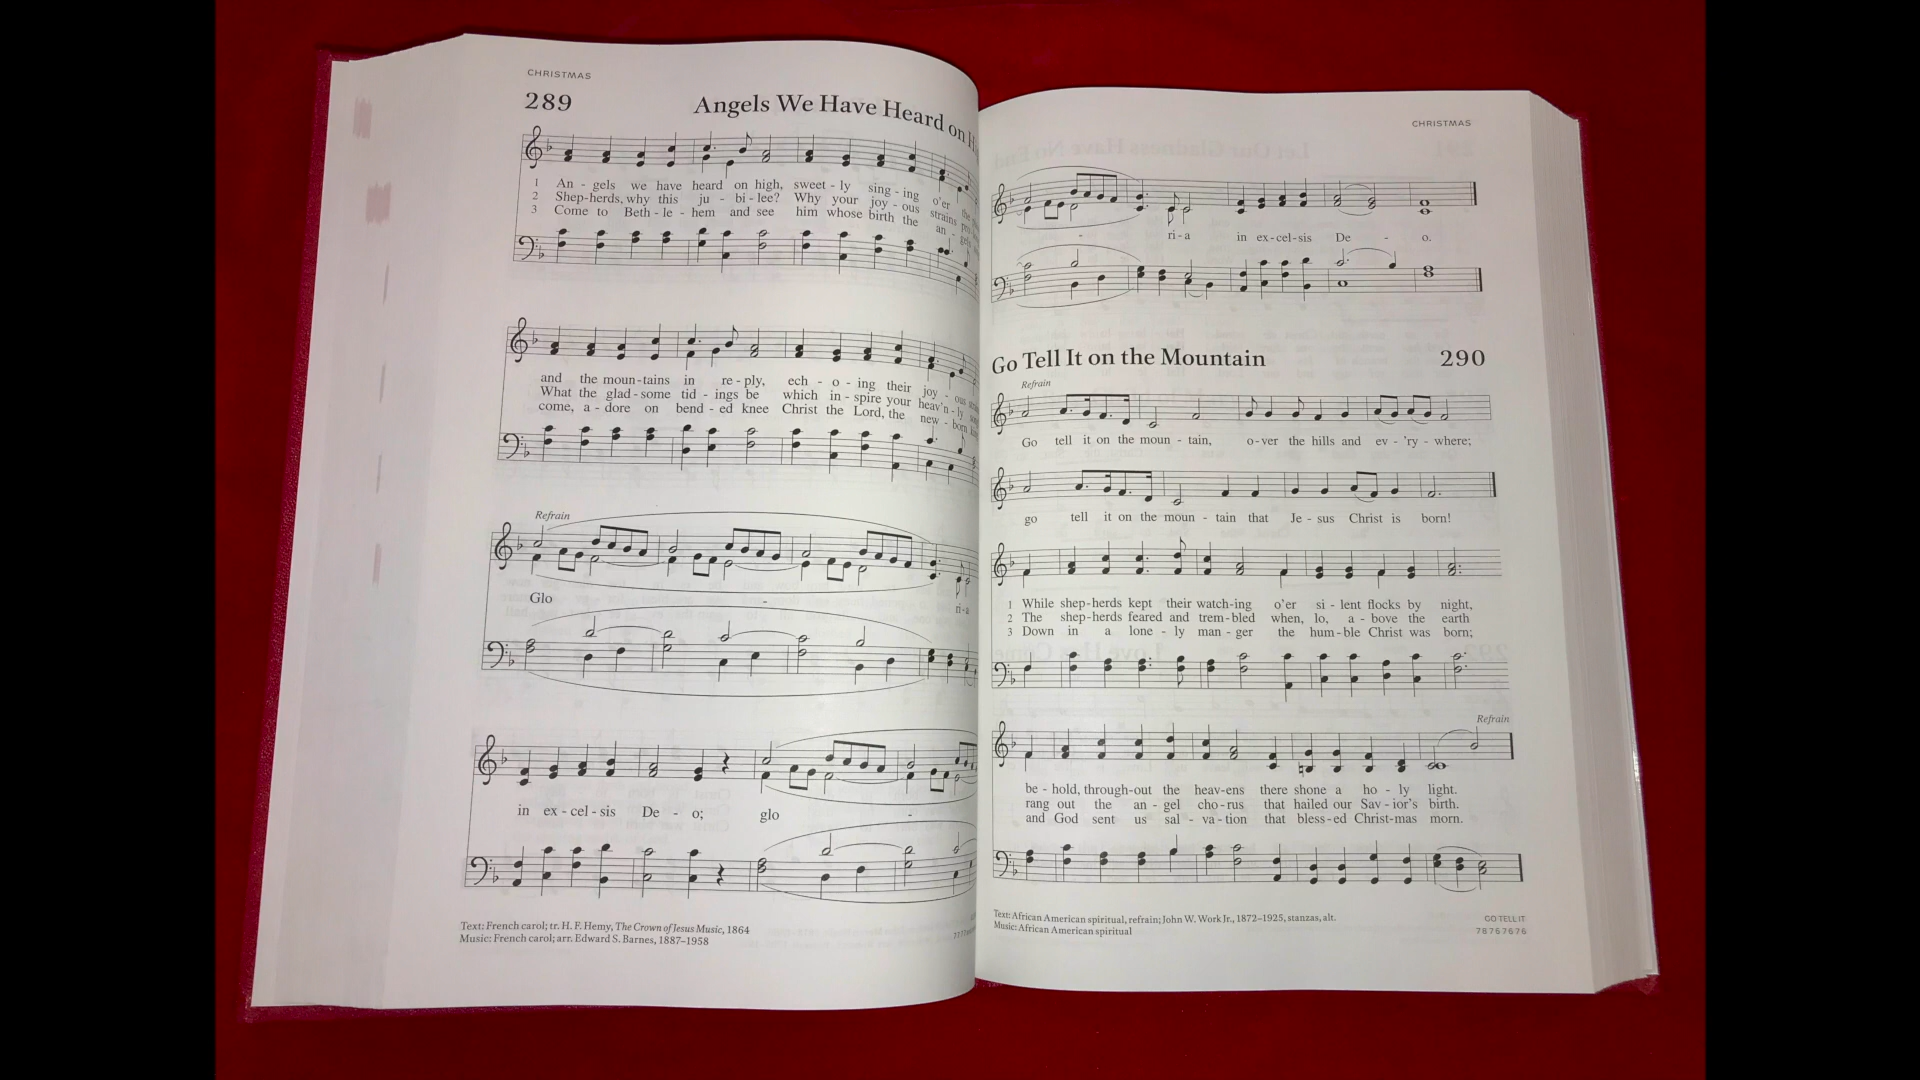 CHRISTMAS
289 Angels We Have Heard on
1 An - gels we have heard on high, sweet - ly sing - ing o'er the
2 Shep-herds, why this ju - bi - lee? Why your joy - ous strains
3 Come to Beth - le - hem and see him whose birth the an - gels
and the moun-tains in re - ply, ech - o - ing their joy - ous
What the glad - some tid - ings be which in - spire your heav'n - ly
come, a - dore on bend - ed knee Christ the Lord, the new - born
Refrain
Glo - ri-a
in ex - cel - sis De - o; glo -
Text: French carol; tr. H. F. Hemy, The Crown of Jesus Music, 1864
Music: French carol; arr. Edward S. Barnes, 1887–1958
CHRISTMAS
- ri - a in ex - cel - sis De - o.
Go Tell It on the Mountain 290
Refrain
Go tell it on the moun - tain, o - ver the hills and ev - 'ry - where;
go tell it on the moun - tain that Je - sus Christ is born!
1 While shep-herds kept their watch-ing o'er si - lent flocks by night,
2 The shep-herds feared and trem-bled when, lo, a - bove the earth
3 Down in a lone - ly man - ger the hum-ble Christ was born;
Refrain
be - hold, through-out the heav-ens there shone a ho - ly light.
rang out the an - gel cho - rus that hailed our Sav - ior's birth.
and God sent us sal - va - tion that bless-ed Christ-mas morn.
Text: African American spiritual, refrain; John W. Work Jr., 1872–1925, stanzas, alt.
Music: African American spiritual
GO TELL IT
7 6 7 6 7 6 7 6